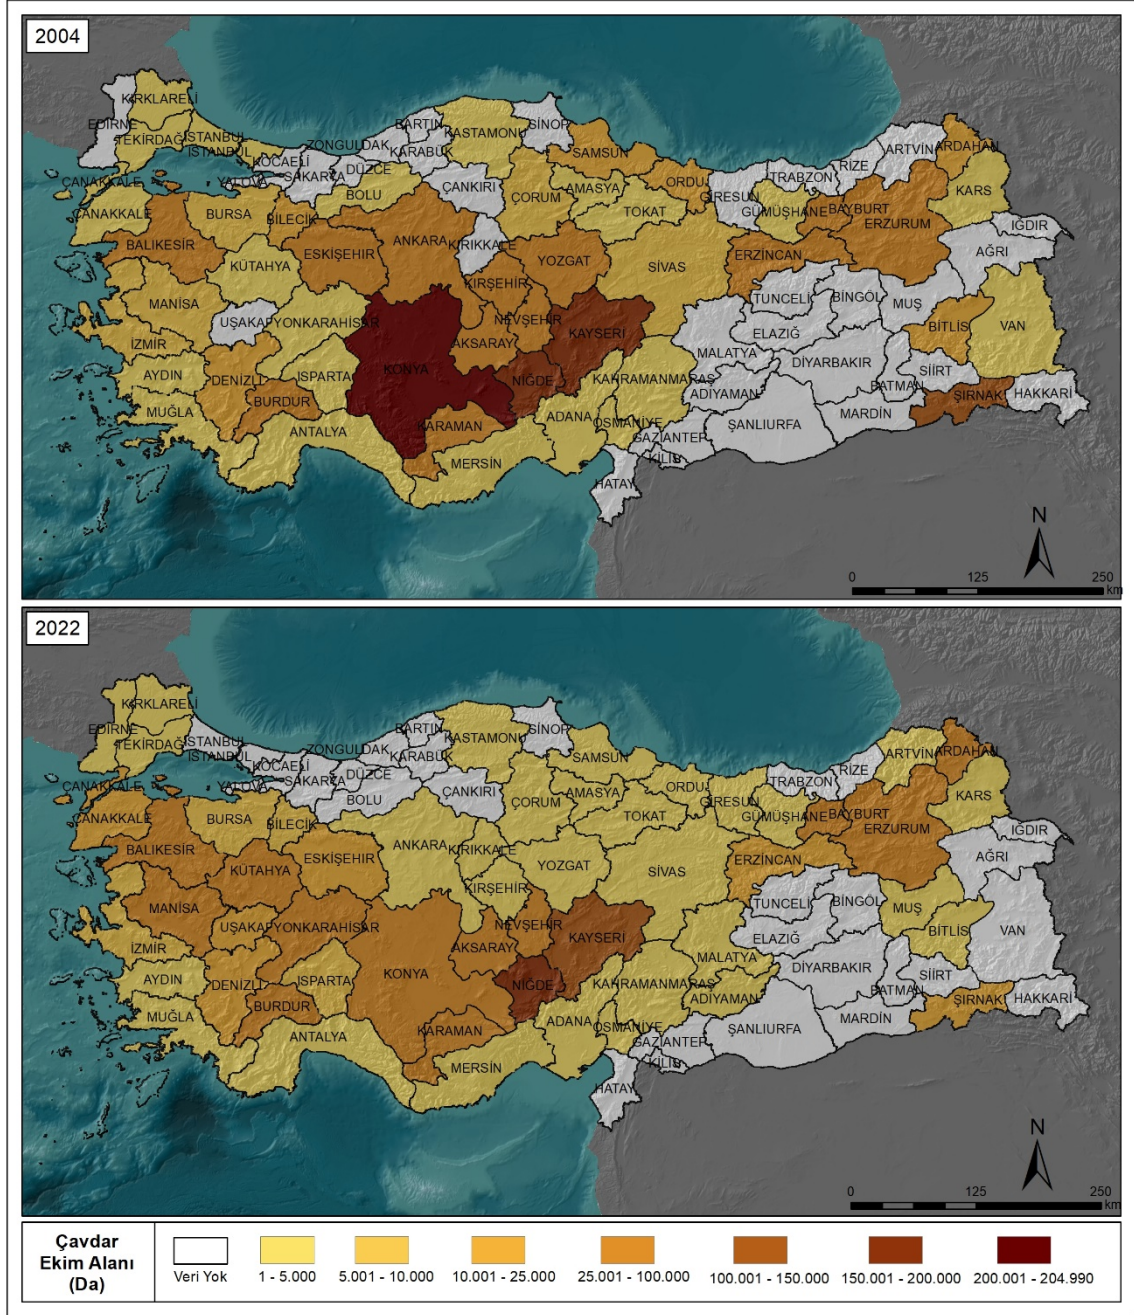 2004
KIRKLARELİ
EDİRNE
TEKİRDAĞ
İSTANBUL
İSTANBUL
KOCAELİ
YALOVA
SAKARYA
ZONGULDAK
DÜZCE
BARTIN
KARABÜK
KASTAMONU
SİNOP
ÇANKIRI
BOLU
SAMSUN
ÇORUM
AMASYA
ORDU
TOKAT
GİRESUN
TRABZON
GÜMÜŞHANE
RİZE
ARTVİN
ARDAHAN
KARS
BAYBURT
ERZURUM
IĞDIR
AĞRI
ÇANAKKALE
ÇANAKKALE
BURSA
BİLECİK
BALIKESİR
ESKİŞEHİR
ANKARA
KIRIKKALE
YOZGAT
SİVAS
ERZİNCAN
KÜTAHYA
KIRŞEHİR
NEVŞEHİR
KAYSERİ
TUNCELİ
BİNGÖL
MUŞ
BİTLİS
VAN
MANİSA
UŞAK
AFYONKARAHİSAR
AKSARAY
ELAZIĞ
MALATYA
DİYARBAKIR
İZMİR
AYDIN
DENİZLİ
ISPARTA
KONYA
NİĞDE
KAHRAMANMARAŞ
ADIYAMAN
BATMAN
SİİRT
ŞIRNAK
HAKKARİ
MARDİN
BURDUR
MUĞLA
ANTALYA
KARAMAN
MERSİN
ADANA
OSMANİYE
GAZİANTEP
KİLİS
ŞANLIURFA
HATAY
N
0 125 250
km
2022
KIRKLARELİ
EDİRNE
TEKİRDAĞ
İSTANBUL
İSTANBUL
KOCAELİ
YALOVA
SAKARYA
ZONGULDAK
DÜZCE
BARTIN
KARABÜK
KASTAMONU
SİNOP
ÇANKIRI
BOLU
SAMSUN
ÇORUM
AMASYA
ORDU
TOKAT
GİRESUN
TRABZON
GÜMÜŞHANE
RİZE
ARTVİN
ARDAHAN
KARS
BAYBURT
ERZURUM
IĞDIR
AĞRI
ÇANAKKALE
ÇANAKKALE
BURSA
BİLECİK
BALIKESİR
ESKİŞEHİR
ANKARA
KIRIKKALE
YOZGAT
SİVAS
ERZİNCAN
KÜTAHYA
KIRŞEHİR
NEVŞEHİR
KAYSERİ
TUNCELİ
BİNGÖL
MUŞ
BİTLİS
VAN
MANİSA
UŞAK
AFYONKARAHİSAR
AKSARAY
ELAZIĞ
MALATYA
DİYARBAKIR
İZMİR
AYDIN
DENİZLİ
ISPARTA
KONYA
NİĞDE
KAHRAMANMARAŞ
ADIYAMAN
BATMAN
SİİRT
ŞIRNAK
HAKKARİ
MARDİN
BURDUR
MUĞLA
ANTALYA
KARAMAN
MERSİN
ADANA
OSMANİYE
GAZİANTEP
KİLİS
ŞANLIURFA
HATAY
N
0 125 250
km
Çavdar
Ekim Alanı
(Da)
Veri Yok
1 - 5.000
5.001 - 10.000
10.001 - 25.000
25.001 - 100.000
100.001 - 150.000
150.001 - 200.000
200.001 - 204.990